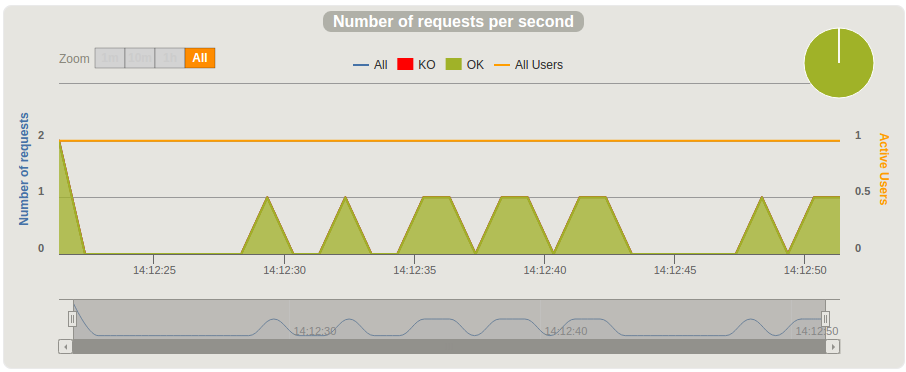 Number of requests per second
Zoom 1m 10m 1h All
All KO OK All Users
Number of requests
2
1
0
Active Users
1
0.5
0
14:12:25 14:12:30 14:12:35 14:12:40 14:12:45 14:12:50
14:12:30 14:12:40 14:12:50